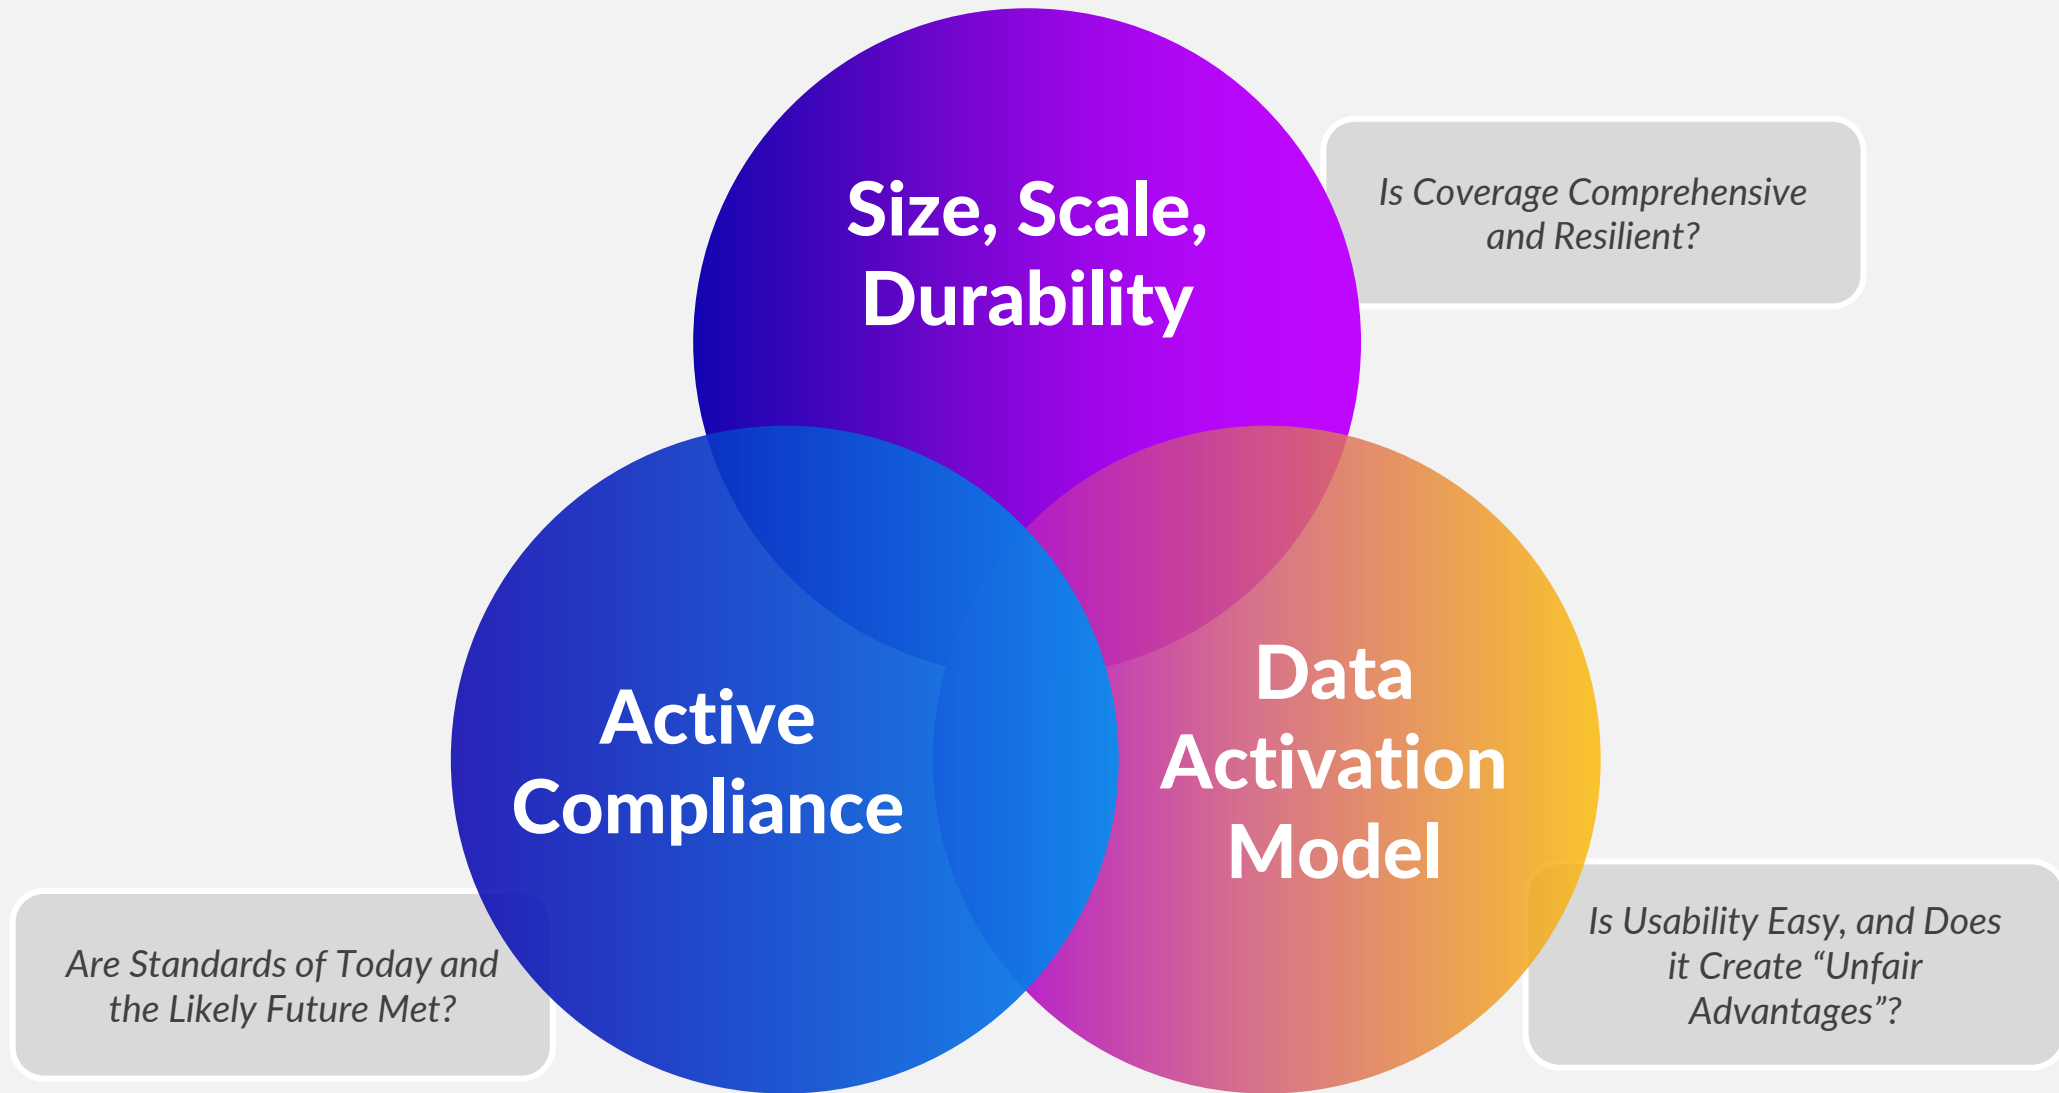 Size, Scale,
Durability
Is Coverage Comprehensive
and Resilient?
Active
Compliance
Are Standards of Today and
the Likely Future Met?
Data
Activation
Model
Is Usability Easy, and Does
it Create “Unfair
Advantages”?